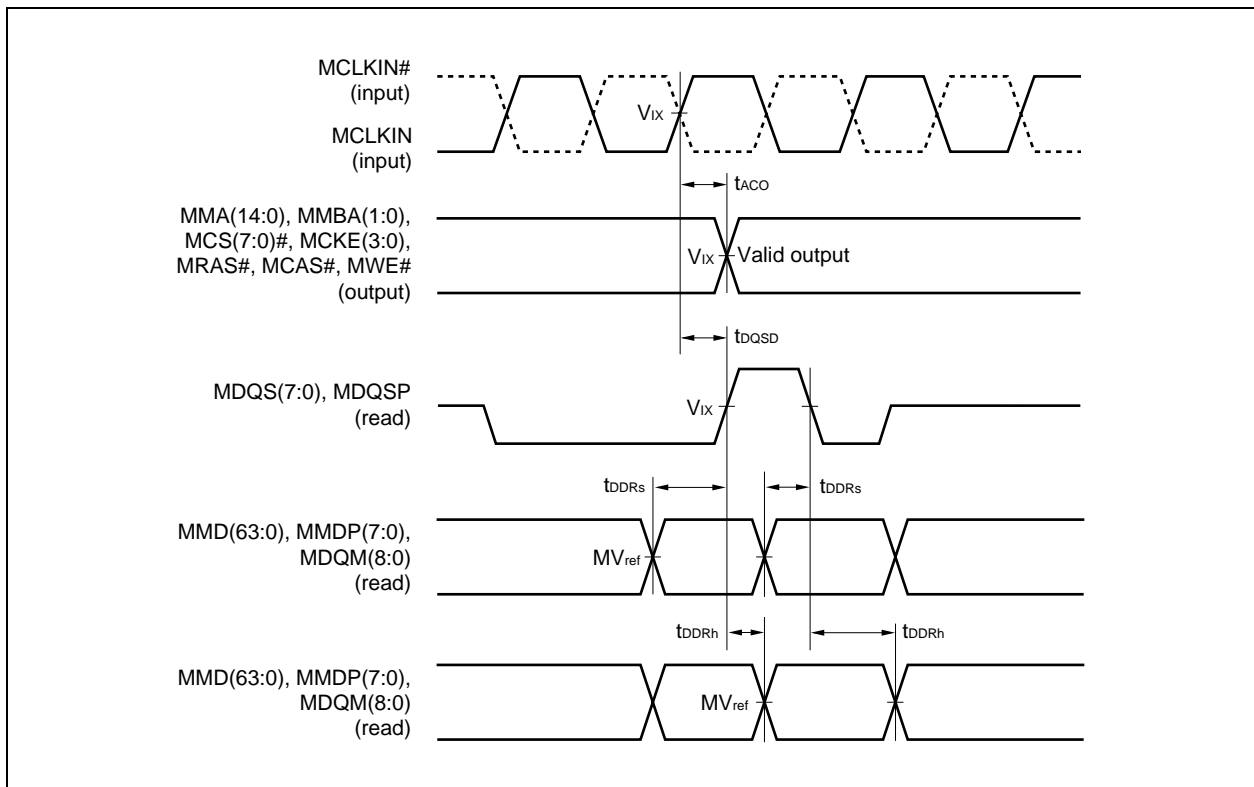 MCLKIN#
(input)
VIX
MCLKIN
(input)
tACO
MMA(14:0), MMBA(1:0),
MCS(7:0)#, MCKE(3:0),
MRAS#, MCAS#, MWE#
(output)
VIX
Valid output
tDQSD
MDQS(7:0), MDQSP
(read)
VIX
tDDRs
tDDRs
MMD(63:0), MMDP(7:0),
MDQM(8:0)
(read)
MVref
tDDRh
tDDRh
MMD(63:0), MMDP(7:0),
MDQM(8:0)
(read)
MVref